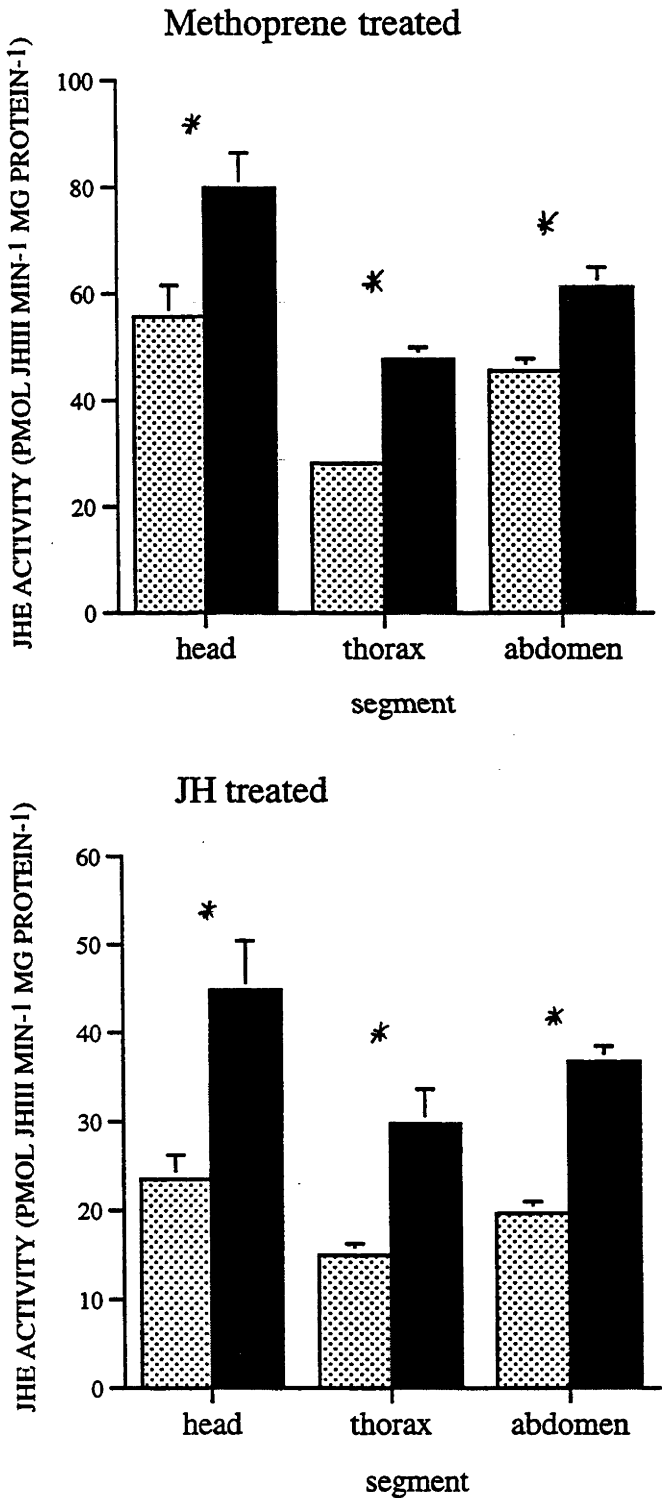 Methoprene treated
JHE ACTIVITY (PMOL JHIII MIN-1 MG PROTEIN-1)
100
80
60
40
20
0
* * *
head thorax abdomen
segment
JH treated
JHE ACTIVITY (PMOL JHIII MIN-1 MG PROTEIN-1)
60
50
40
30
20
10
0
* * *
head thorax abdomen
segment